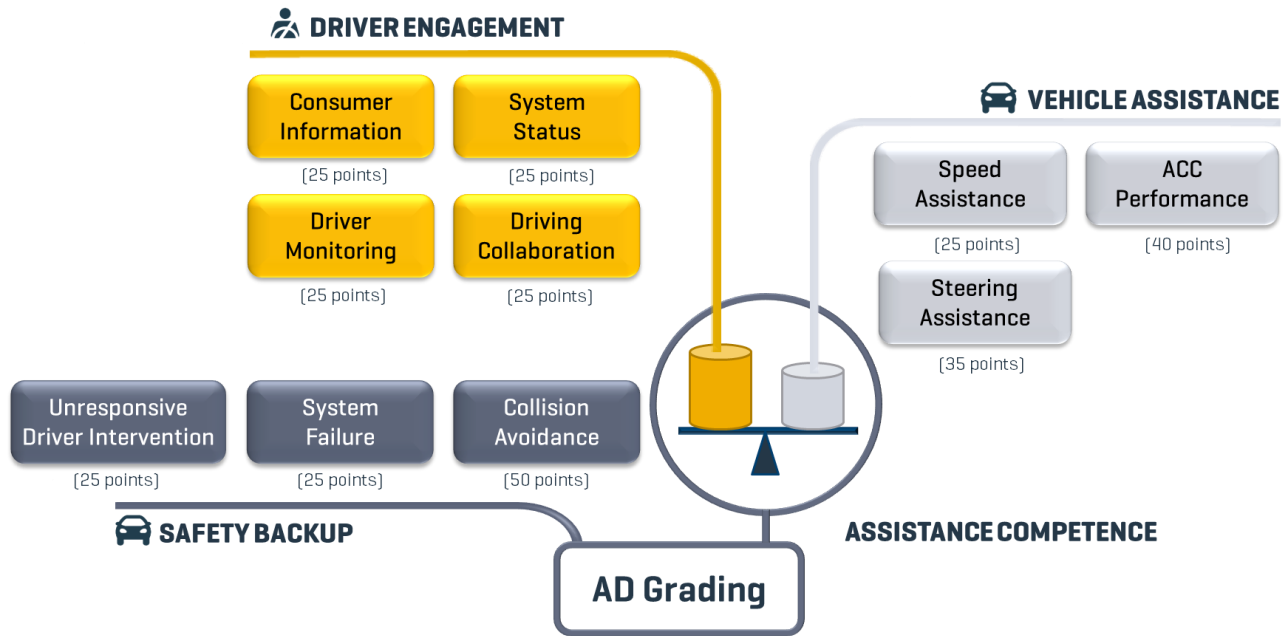 DRIVER ENGAGEMENT
Consumer
Information
(25 points)
System
Status
(25 points)
Driver
Monitoring
(25 points)
Driving
Collaboration
(25 points)
VEHICLE ASSISTANCE
Speed
Assistance
(25 points)
ACC
Performance
(40 points)
Steering
Assistance
(35 points)
Unresponsive
Driver Intervention
(25 points)
System
Failure
(25 points)
Collision
Avoidance
(50 points)
SAFETY BACKUP
ASSISTANCE COMPETENCE
AD Grading